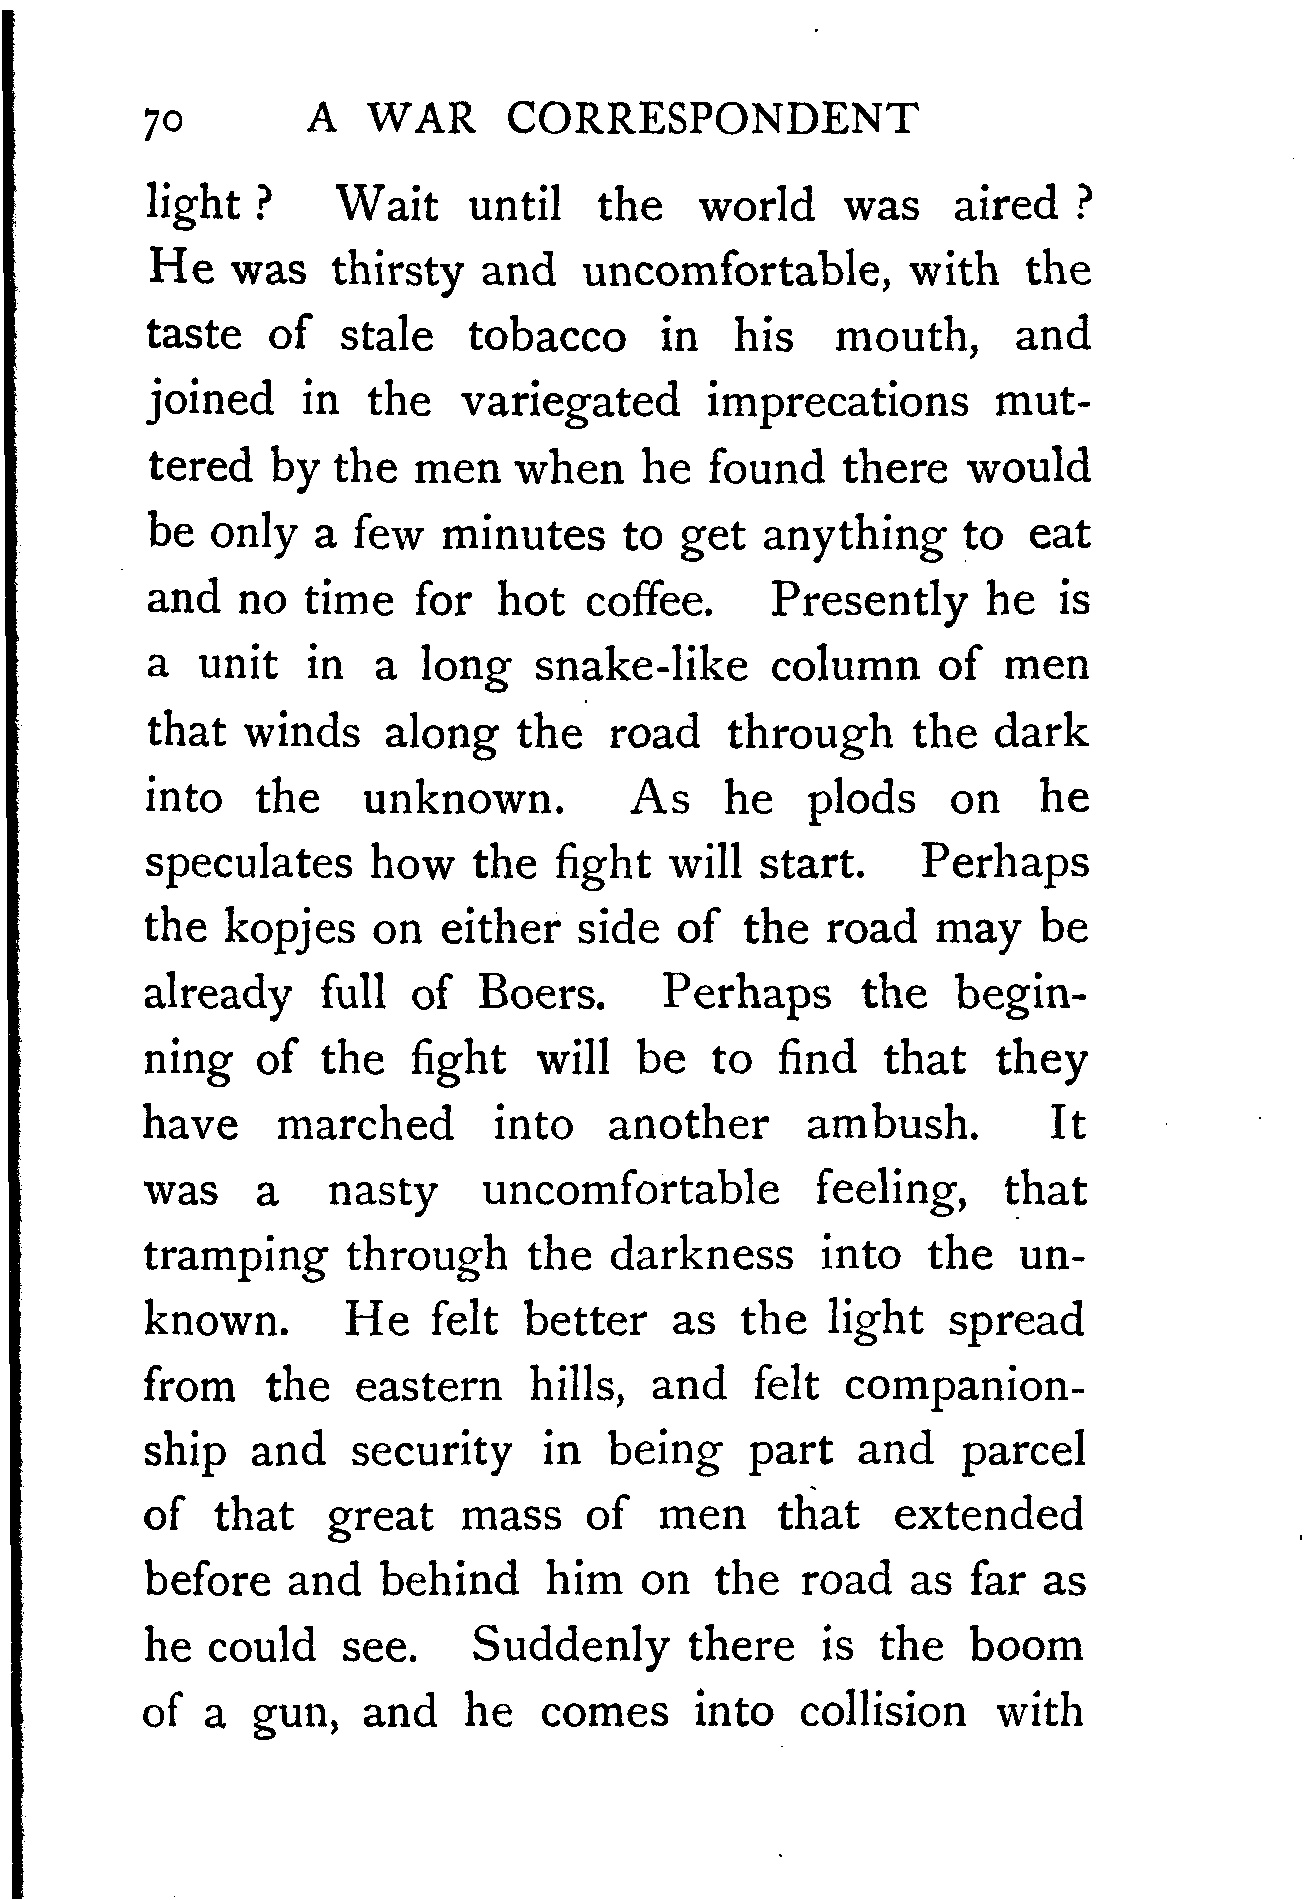 70 A WAR CORRESPONDENT
light ? Wait until the world was aired ?
He was thirsty and uncomfortable, with the
taste of stale tobacco in his mouth, and
joined in the variegated imprecations mut-
tered by the men when he found there would
be only a few minutes to get anything to eat
and no time for hot coffee. Presently he is
a unit in a long snake-like column of men
that winds along the road through the dark
into the unknown. As he plods on he
speculates how the fight will start. Perhaps
the kopjes on either side of the road may be
already full of Boers. Perhaps the begin-
ning of the fight will be to find that they
have marched into another ambush. It
was a nasty uncomfortable feeling, that
tramping through the darkness into the un-
known. He felt better as the light spread
from the eastern hills, and felt companion-
ship and security in being part and parcel
of that great mass of men that extended
before and behind him on the road as far as
he could see. Suddenly there is the boom
of a gun, and he comes into collision with